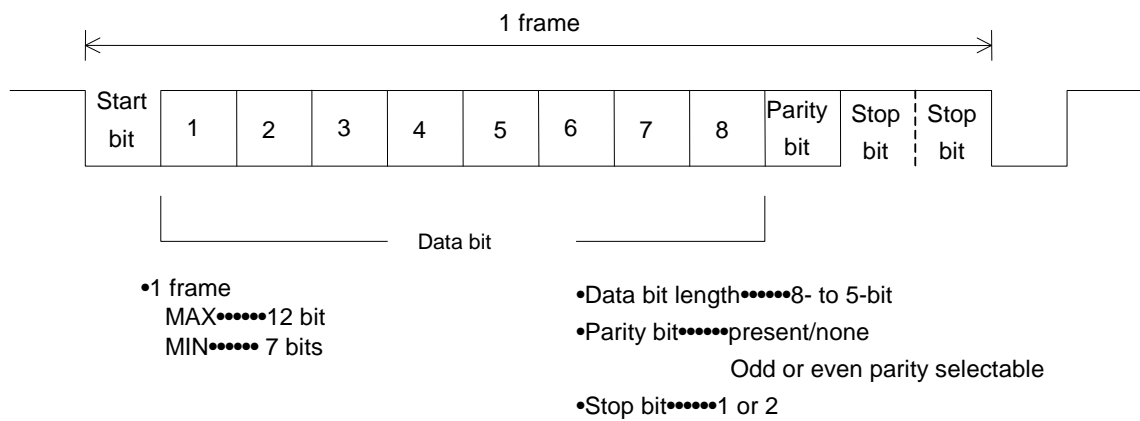 1 frame
Start bit 1 2 3 4 5 6 7 8 Parity bit Stop bit Stop bit
Data bit
•1 frame
MAX••••••12 bit
MIN•••••• 7 bits
•Data bit length••••••8- to 5-bit
•Parity bit••••••present/none
Odd or even parity selectable
•Stop bit••••••1 or 2